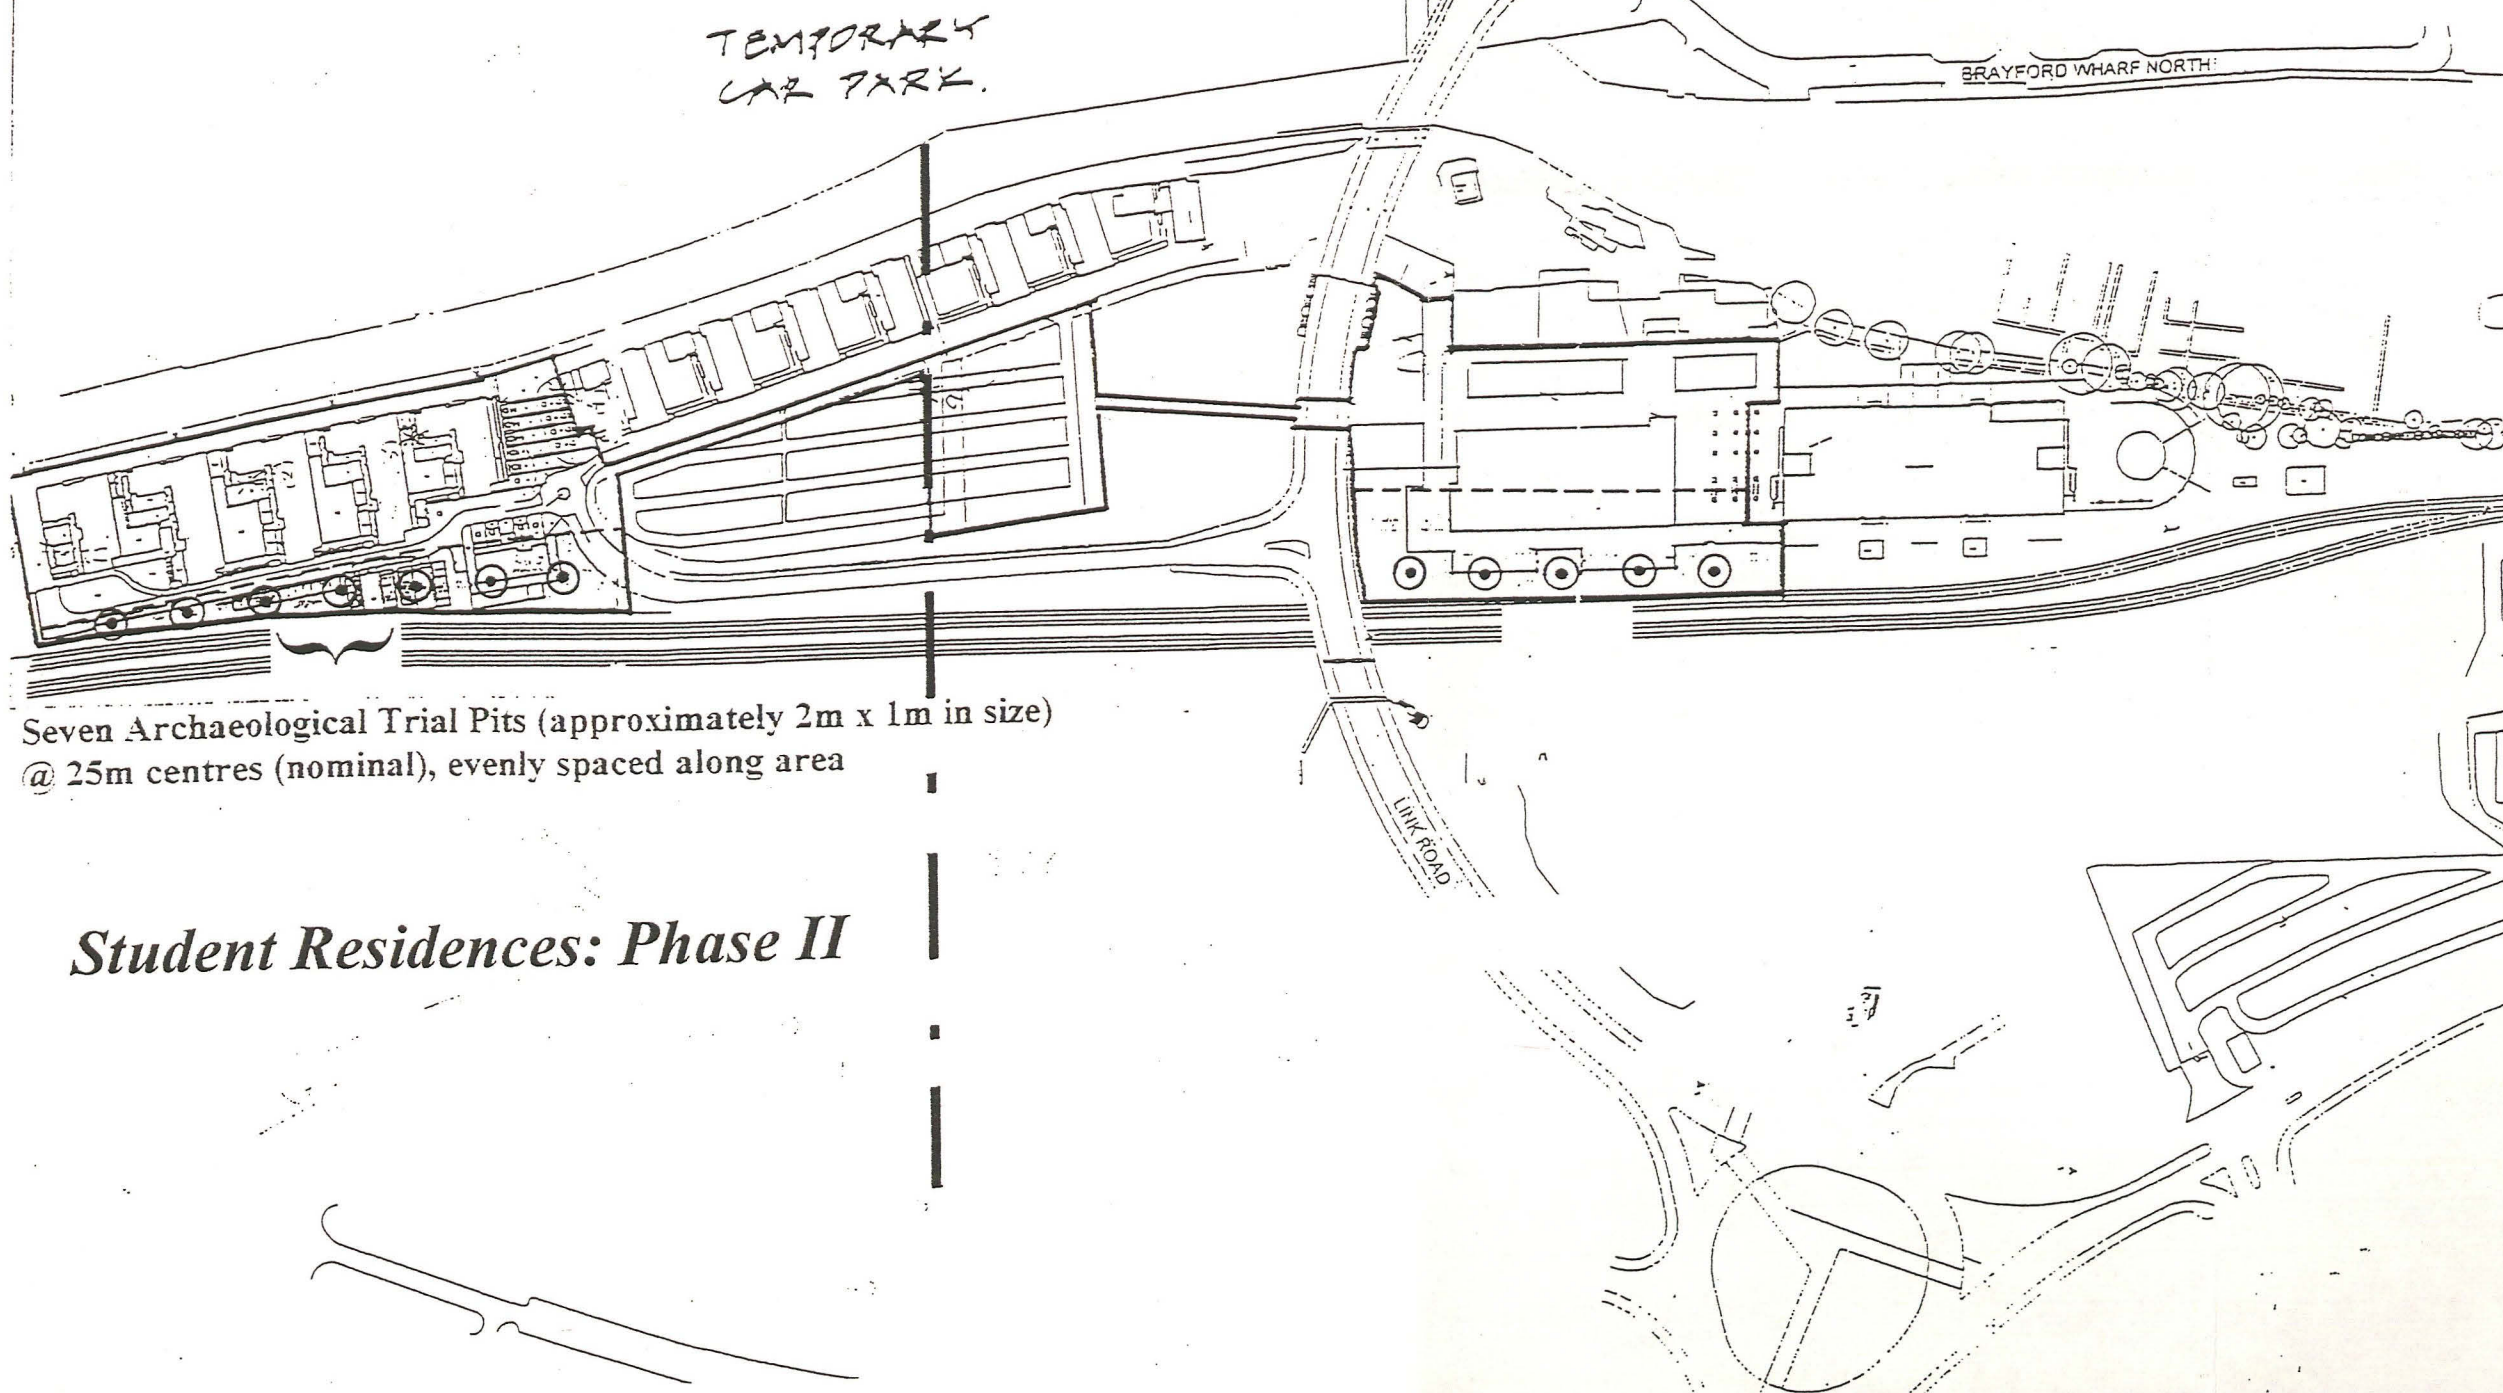 TEMPORARY
CAR PARK.
BRAYFORD WHARF NORTH
Seven Archaeological Trial Pits (approximately 2m x 1m in size)
@ 25m centres (nominal), evenly spaced along area
LINK ROAD
Student Residences: Phase II